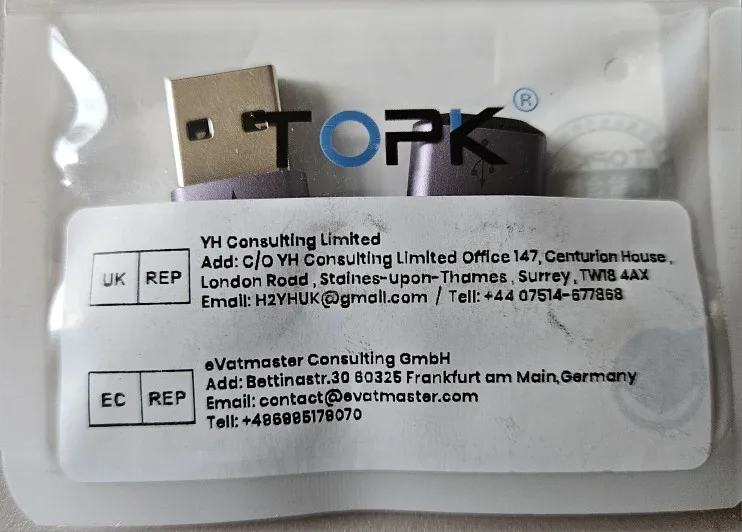 TOPK®
TOPK
UK REP
YH Consulting Limited
Add: C/O YH Consulting Limited Office 147, Centurion House,
London Road, Staines-upon-Thames, Surrey, TW18 4AX
Email: H2YHUK@gmail.com / Tell: +44 07514-677868
EC REP
eVatmaster Consulting GmbH
Add: Bettinastr.30 60325 Frankfurt am Main,Germany
Email: contact@evatmaster.com
Tell: +496995179070